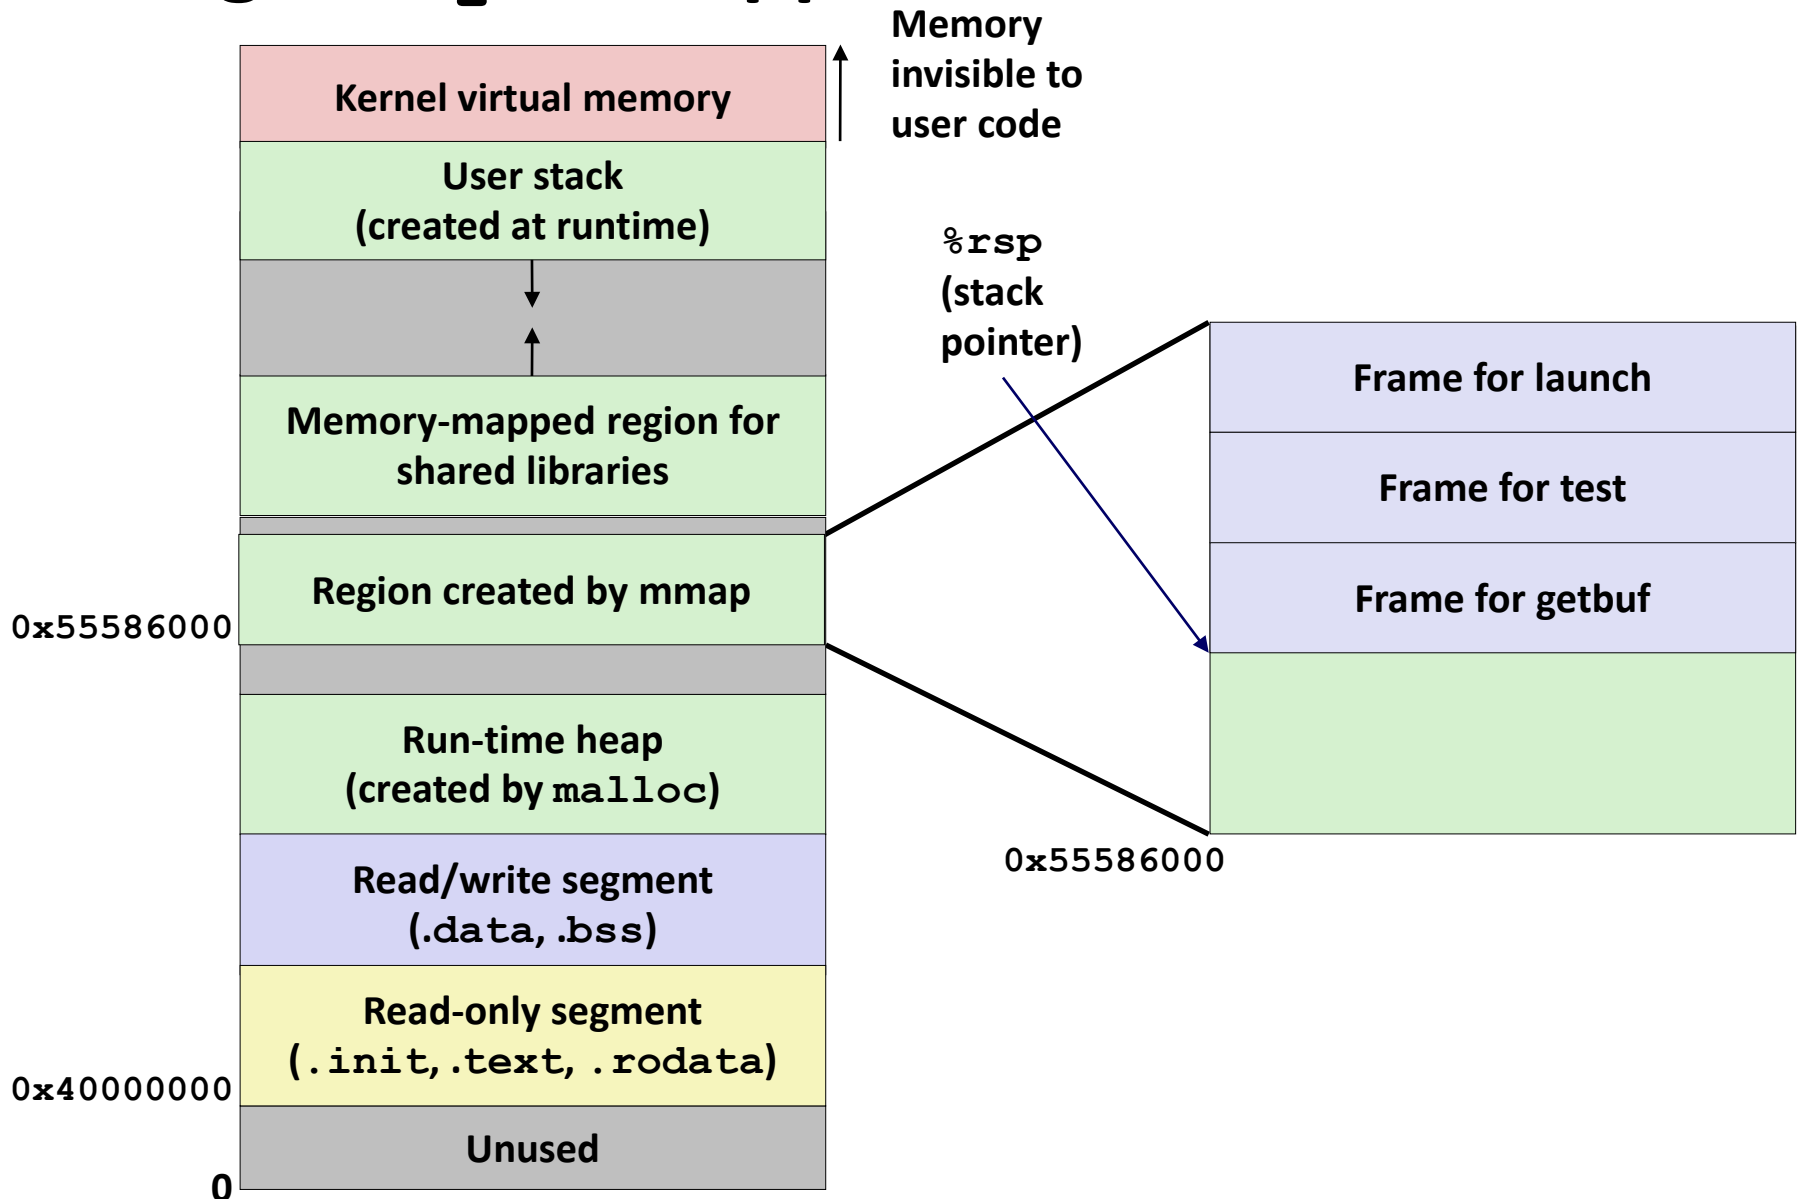 Memory
invisible to
user code
Kernel virtual memory
User stack
(created at runtime)
%rsp
(stack
pointer)
Memory-mapped region for
shared libraries
Frame for launch
Frame for test
Frame for getbuf
Region created by mmap
0x55586000
Run-time heap
(created by malloc)
0x55586000
Read/write segment
(.data, .bss)
Read-only segment
(.init, .text, .rodata)
0x40000000
Unused
0